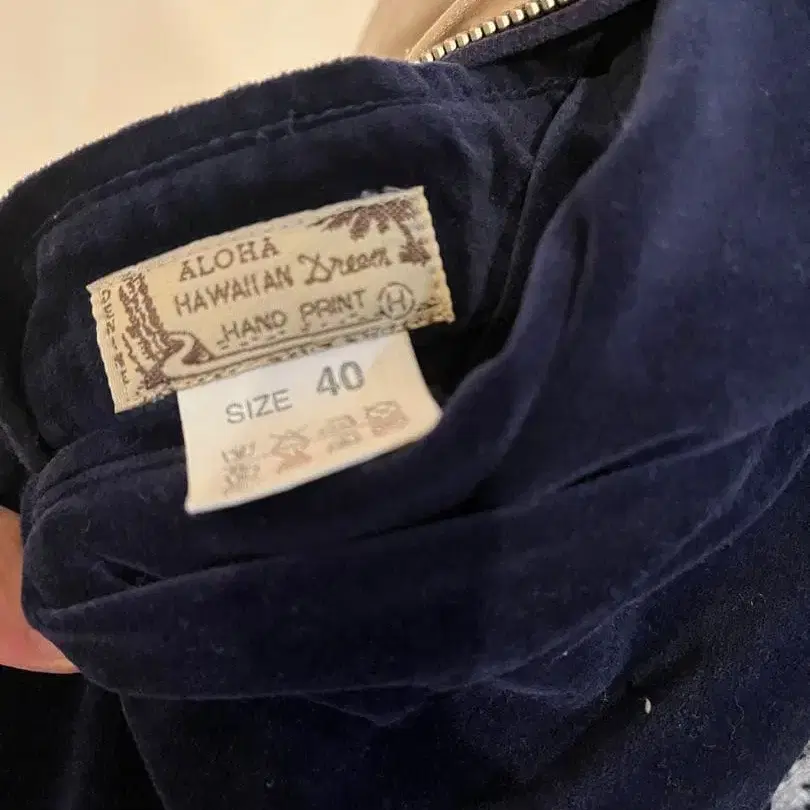 ALOHA
HAWAIIAN Dream
HAND PRINT H
SIZE 40